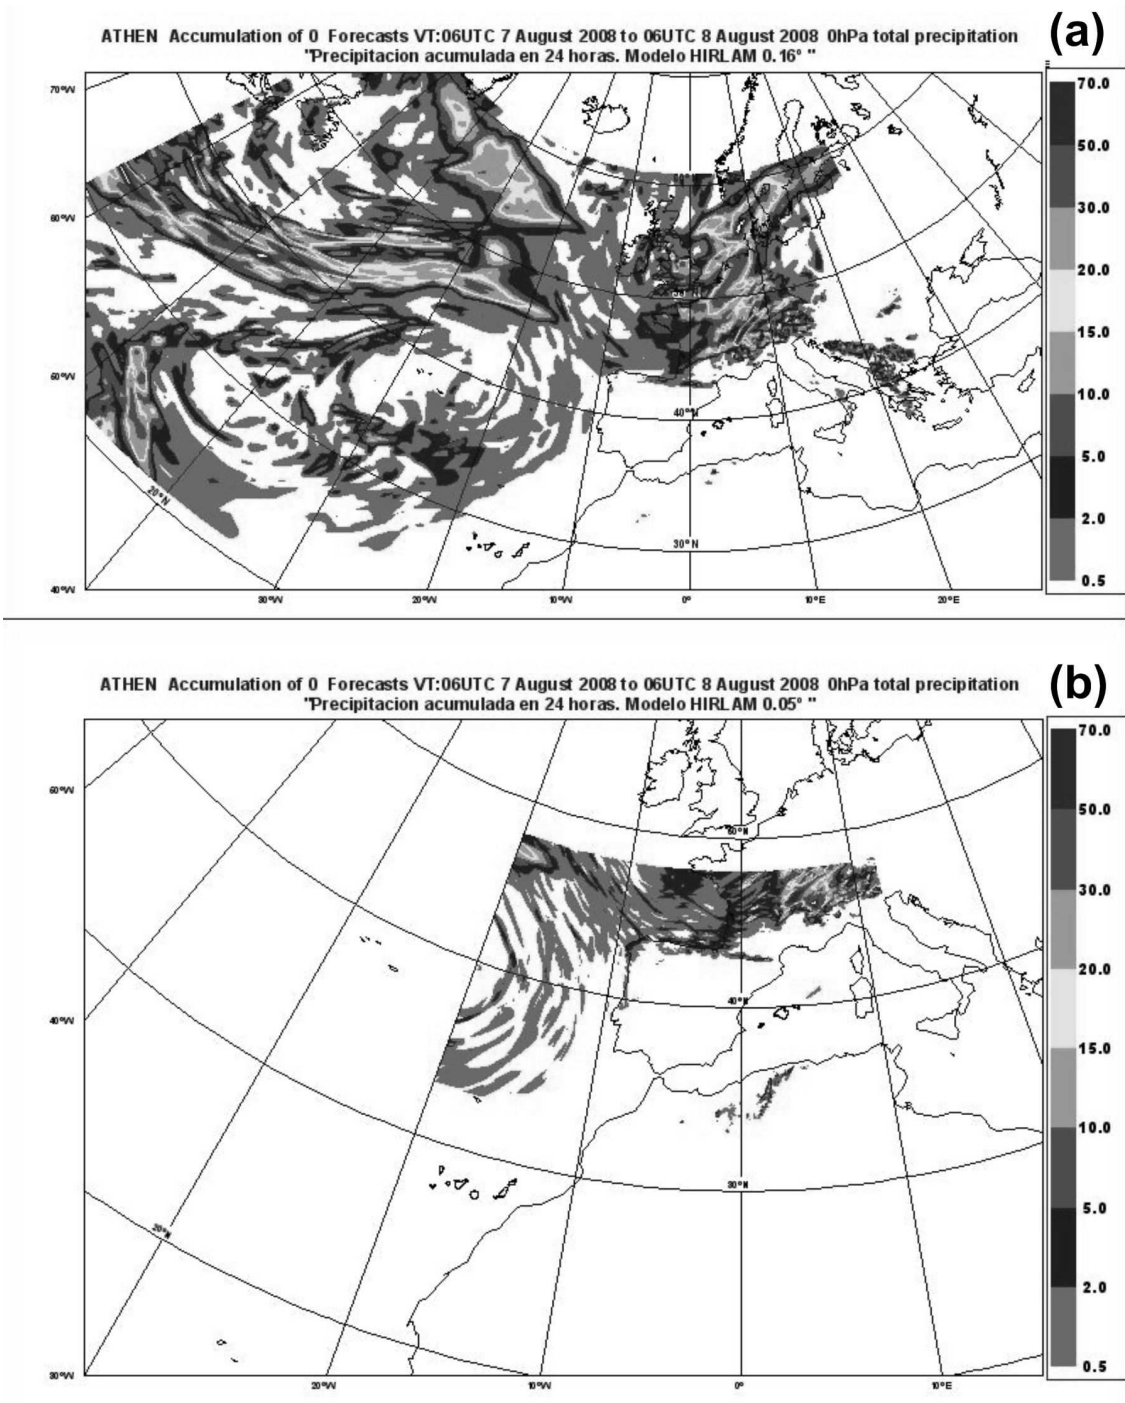 (a)
ATHEN Accumulation of 0 Forecasts VT:06UTC 7 August 2008 to 06UTC 8 August 2008 0hPa total precipitation
"Precipitacion acumulada en 24 horas. Modelo HIRLAM 0.16° "
70.0
50.0
30.0
20.0
15.0
10.0
5.0
2.0
0.5
70°W
60°W
40°W
20°N
40°N
30°N
30°W
20°W
10°W
0°
10°E
20°E
(b)
ATHEN Accumulation of 0 Forecasts VT:06UTC 7 August 2008 to 06UTC 8 August 2008 0hPa total precipitation
"Precipitacion acumulada en 24 horas. Modelo HIRLAM 0.05° "
70.0
50.0
30.0
20.0
15.0
10.0
5.0
2.0
0.5
40°W
30°W
50°N
40°N
30°N
20°N
20°W
10°W
0°
10°E